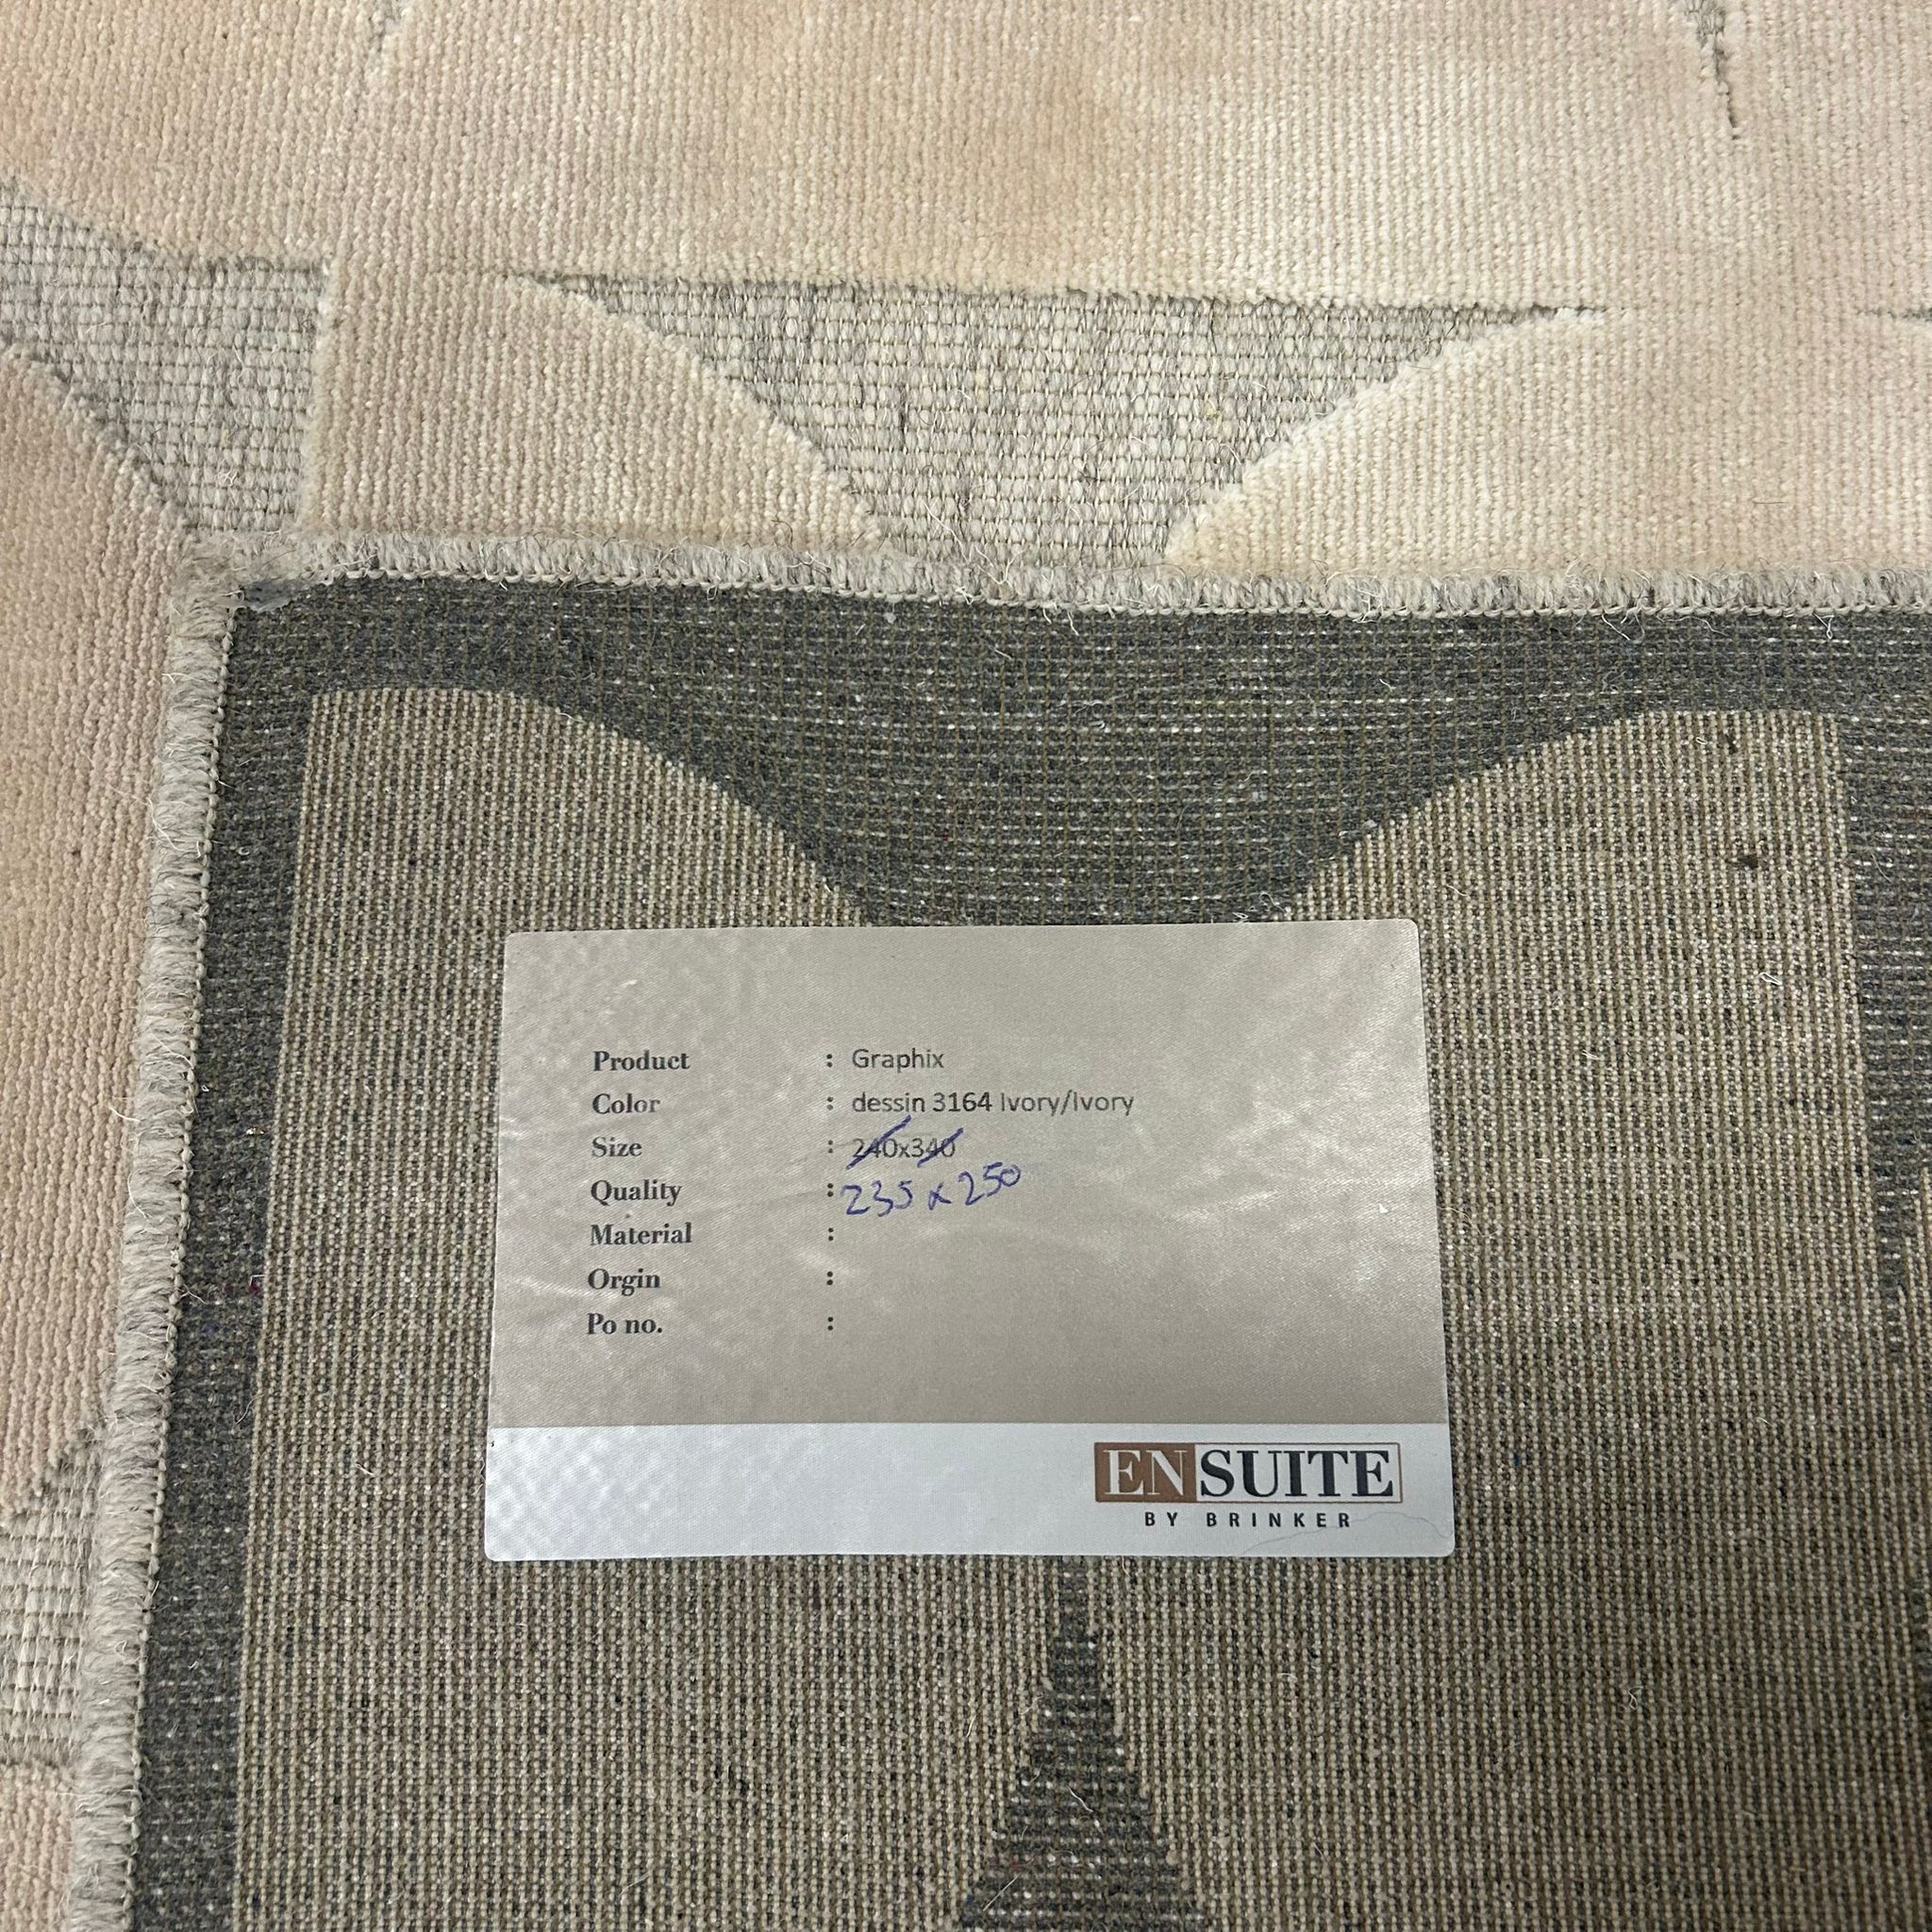 Product : Graphix
Color : dessin 3164 Ivory/Ivory
Size : 240x340
Quality : 235 x 250
Material :
Orgin :
Po no. :
ENSUITE
BY BRINKER